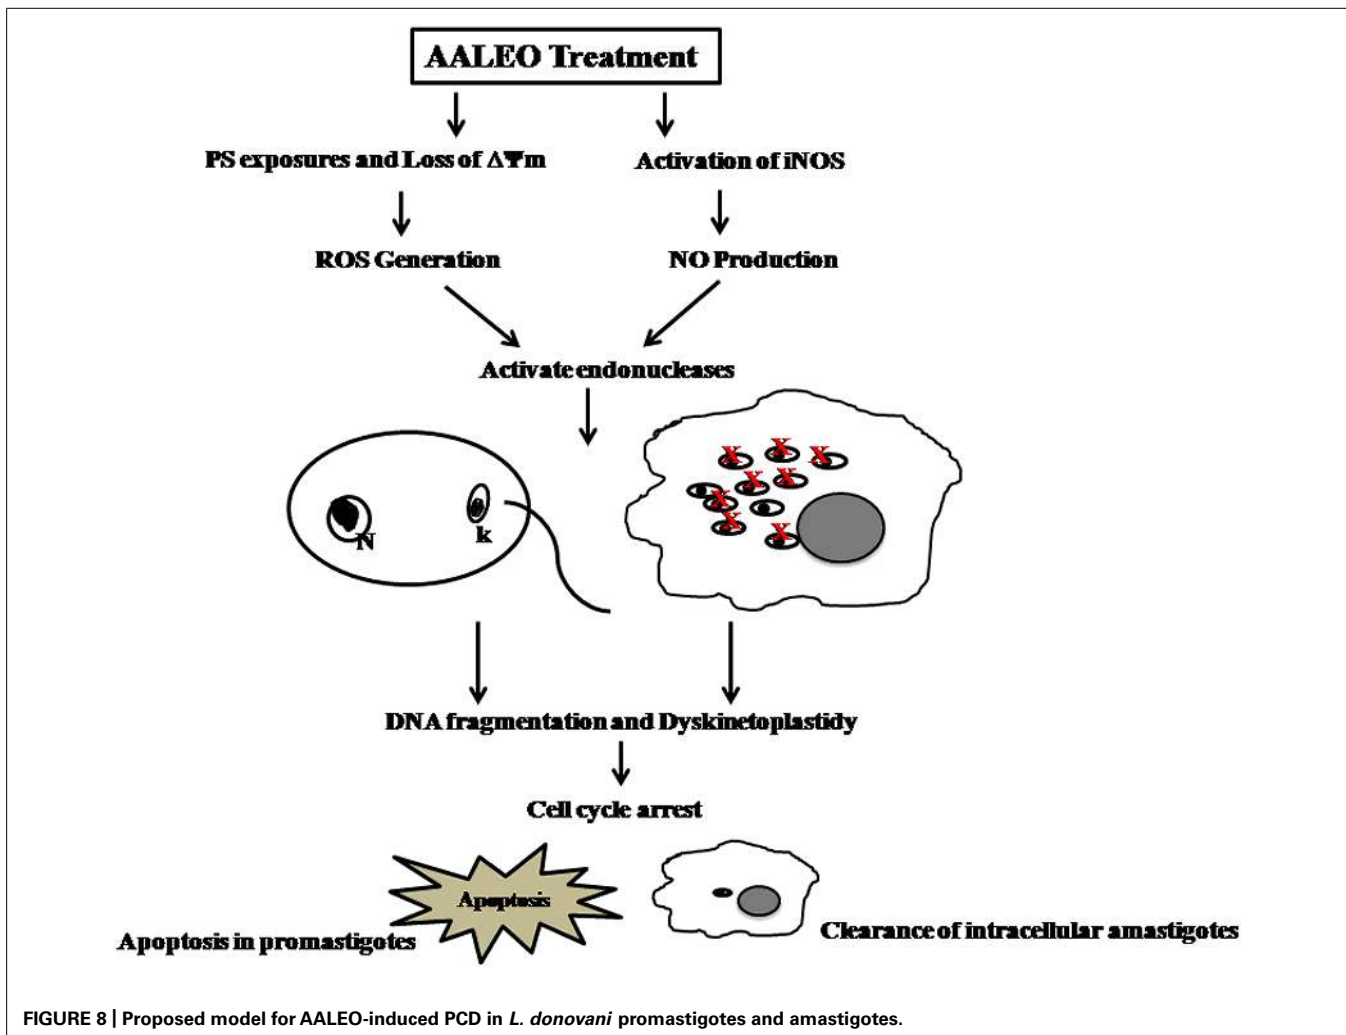 AALEO Treatment
PS exposures and Loss of ΔΨm
Activation of iNOS
ROS Generation
NO Production
Activate endonucleases
X X X
X X
X
X X
N
k
DNA fragmentation and Dyskinetoplastidy
Cell cycle arrest
Apoptosis
Apoptosis in promastigotes
Clearance of intracellular amastigotes
FIGURE 8 | Proposed model for AALEO-induced PCD in L. donovani promastigotes and amastigotes.